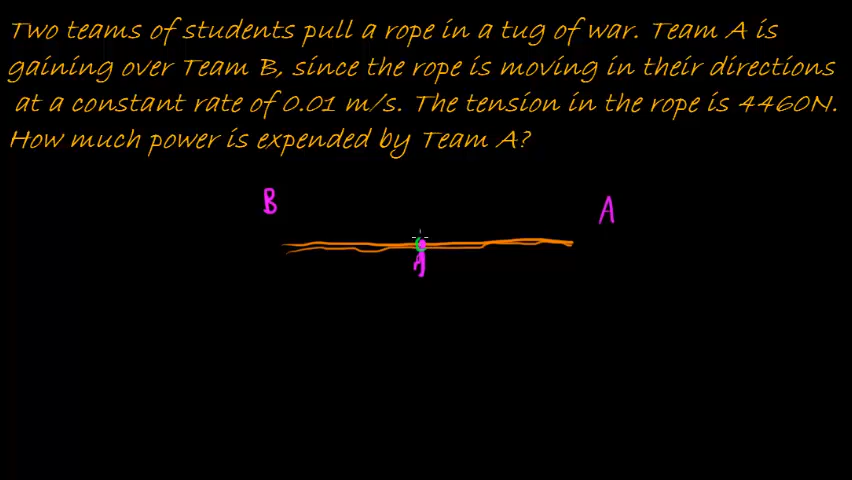 Two teams of students pull a rope in a tug of war. Team A is
gaining over Team B, since the rope is moving in their directions
at a constant rate of 0.01 m/s. The tension in the rope is 4460N.
How much power is expended by Team A?
B A